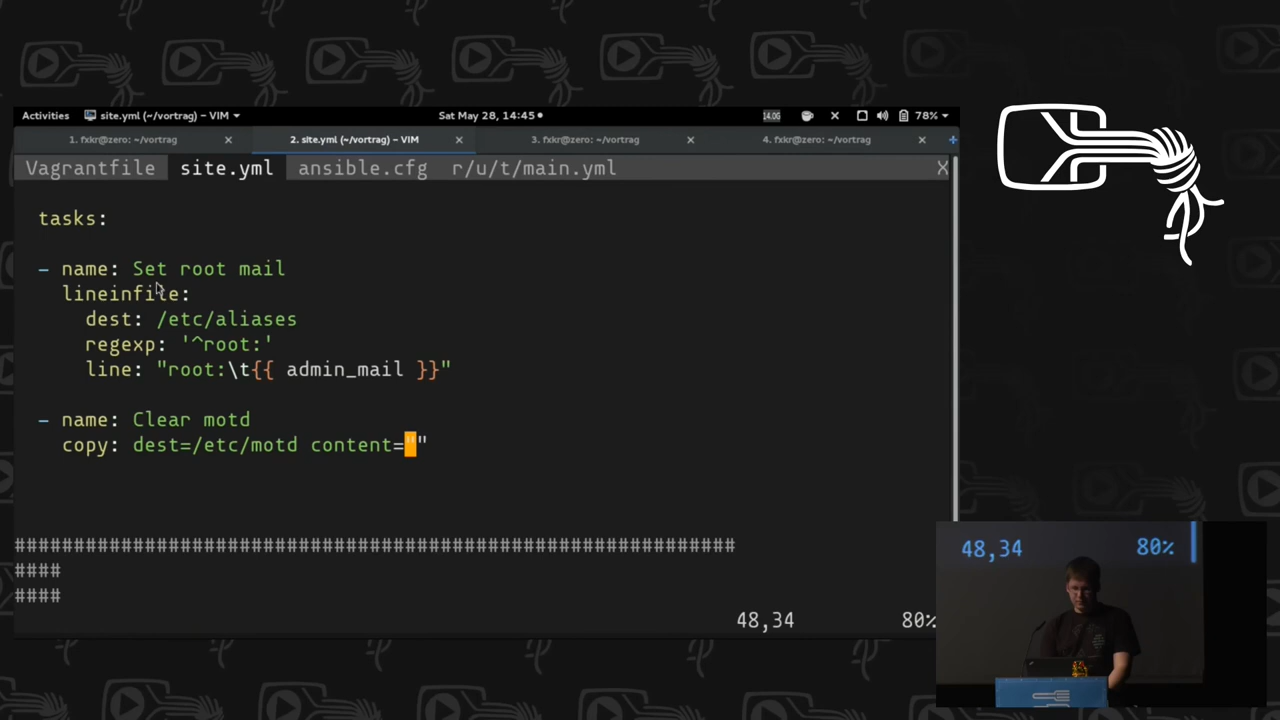 Activities site.yml (~/vortrag) – VIM Sat May 28, 14:45 14.0G 78%
1. fxkr@zero: ~/vortrag 2. site.yml (~/vortrag) – VIM 3. fxkr@zero: ~/vortrag 4. fxkr@zero: ~/vortrag
Vagrantfile site.yml ansible.cfg r/u/t/main.yml X
tasks:
- name: Set root mail
lineinfile:
dest: /etc/aliases
regexp: '^root:'
line: "root:\t{{ admin_mail }}"
- name: Clear motd
copy: dest=/etc/motd content=""
#############################################################
####
####
48,34 80%
48,34 80%